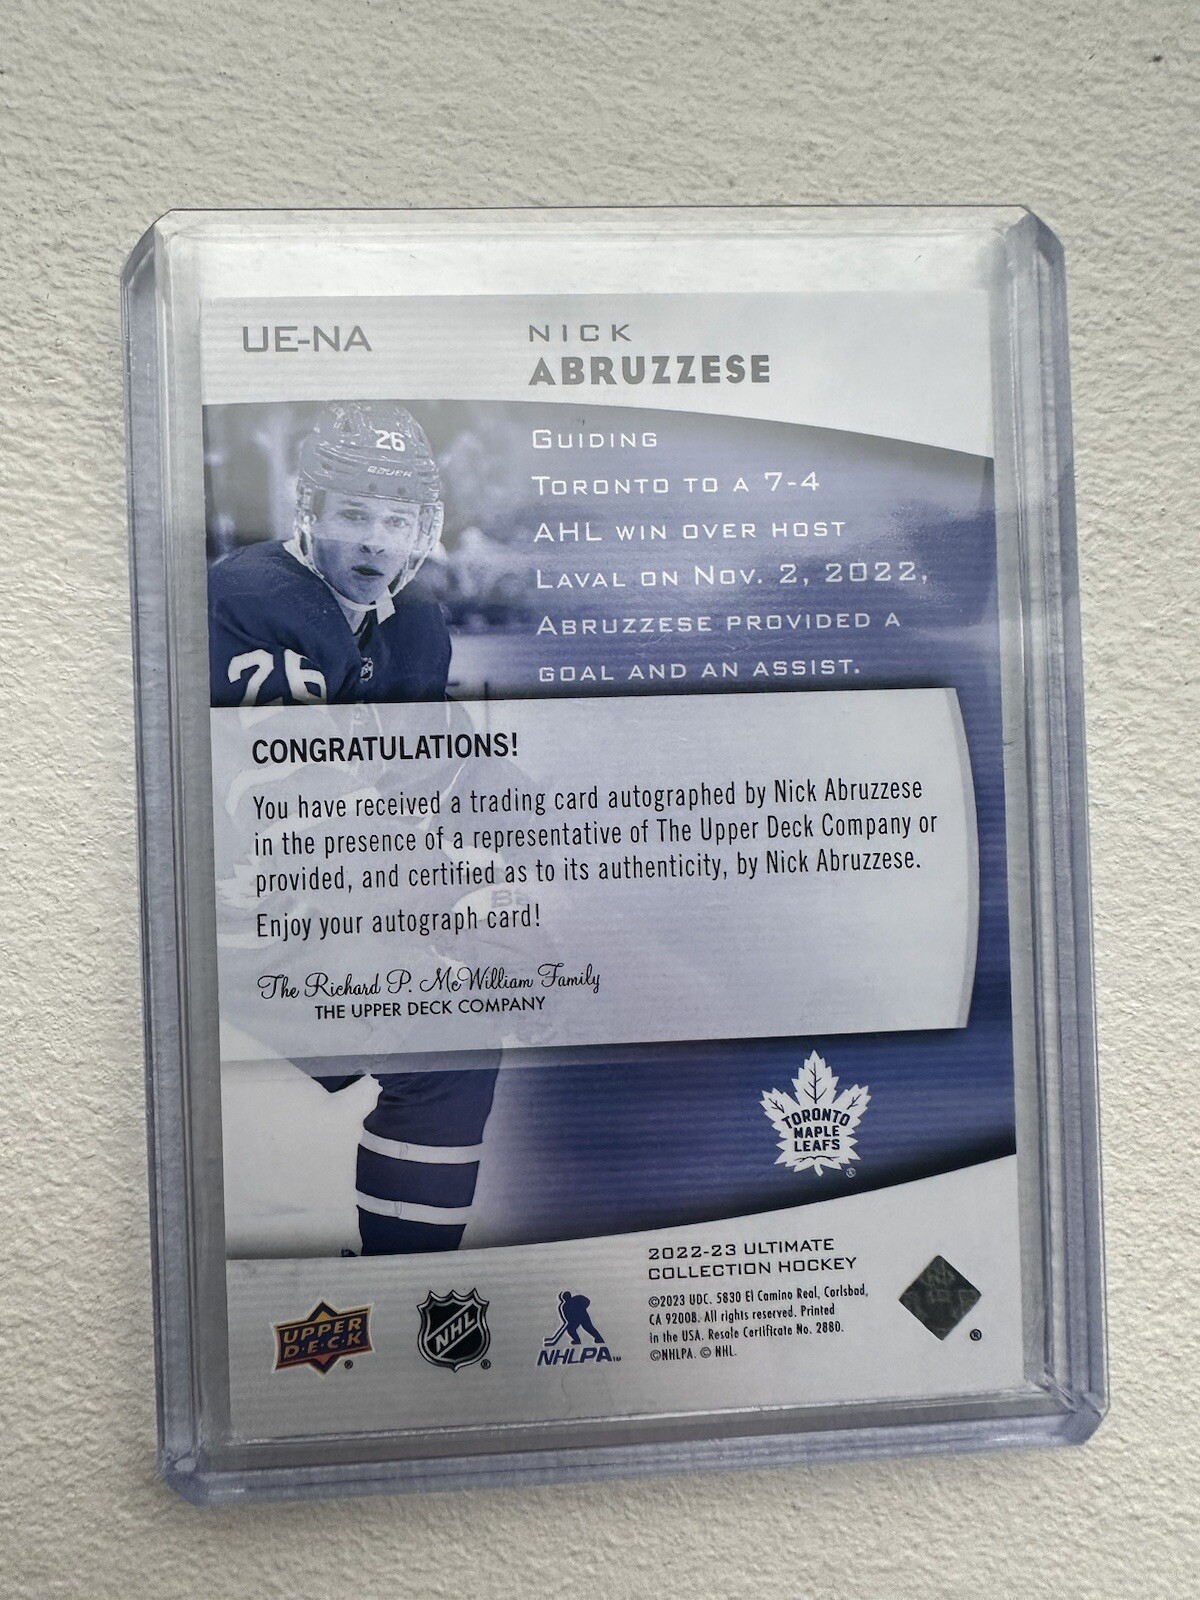 UE-NA
NICK
ABRUZZESE
26
BAUER
GUIDING
TORONTO TO A 7-4
AHL WIN OVER HOST
LAVAL ON NOV. 2, 2022,
ABRUZZESE PROVIDED A
GOAL AND AN ASSIST.
26
CONGRATULATIONS!
You have received a trading card autographed by Nick Abruzzese
in the presence of a representative of The Upper Deck Company or
provided, and certified as to its authenticity, by Nick Abruzzese.
Enjoy your autograph card!
The Richard P. McWilliam Family
THE UPPER DECK COMPANY
TORONTO
MAPLE
LEAFS
®
2022-23 ULTIMATE
COLLECTION HOCKEY
©2023 UDC. 5830 El Camino Real, Carlsbad,
CA 92008. All rights reserved. Printed
in the USA. Resale Certificate No. 2880.
©NHLPA. © NHL.
UPPER
D·E·C·K
®
NHL
®
NHLPA™
®